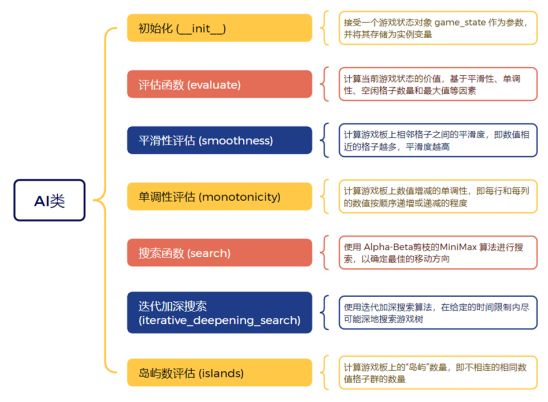 AI类
初始化 (__init__)
接受一个游戏状态对象 game_state 作为参数，
并将其存储为实例变量
评估函数 (evaluate)
计算当前游戏状态的价值，基于平滑性、单调
性、空闲格子数量和最大值等因素
平滑性评估 (smoothness)
计算游戏板上相邻格子之间的平滑度，即数值相
近的格子越多，平滑度越高
单调性评估 (monotonicity)
计算游戏板上数值增减的单调性，即每行和每列
的数值按顺序递增或递减的程度
搜索函数 (search)
使用 Alpha-Beta剪栈的MiniMax 算法进行搜
索，以确定最佳的移动方向
迭代加深搜索
(iterative_deepening_search)
使用迭代加深搜索算法，在给定的时间限制内尽
可能深地搜索游戏树
岛屿数评估 (islands)
计算游戏板上的“岛屿”数量，即不相连的相同数
值格子群的数量